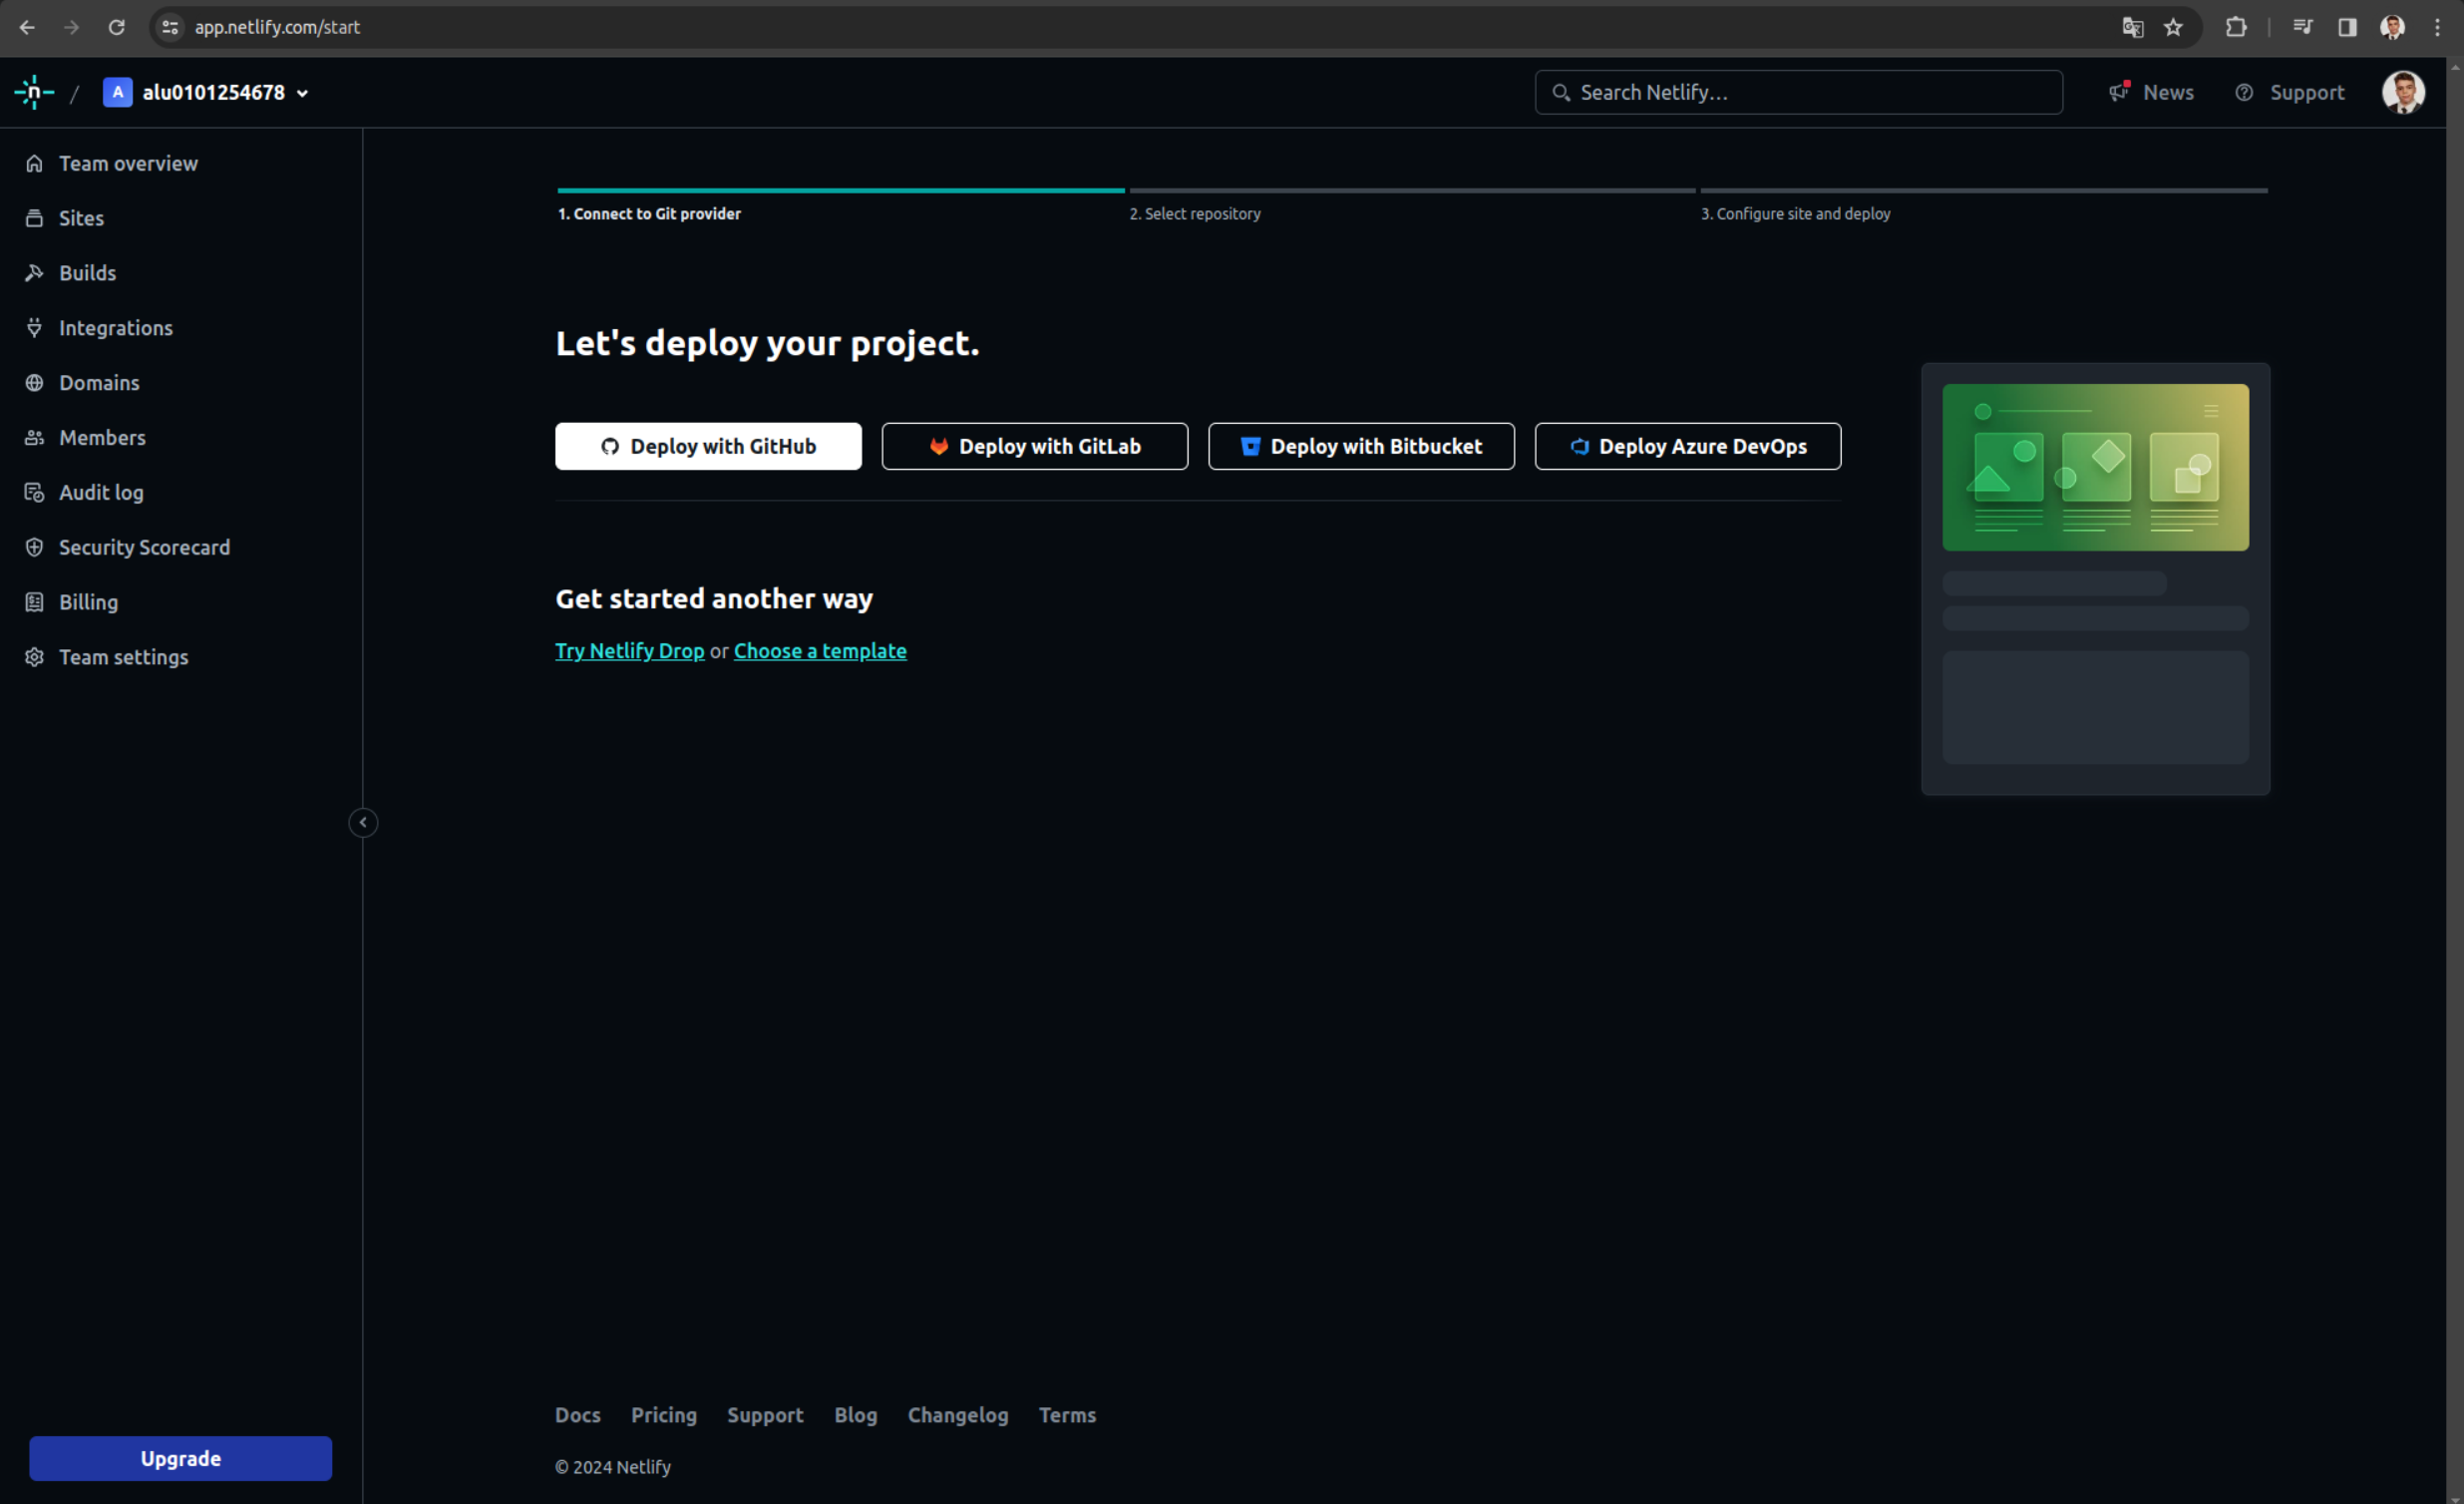 app.netlify.com/start
A alu0101254678
Search Netlify...
News
Support
Team overview
Sites
Builds
Integrations
Domains
Members
Audit log
Security Scorecard
Billing
Team settings
Upgrade
1. Connect to Git provider
2. Select repository
3. Configure site and deploy
Let's deploy your project.
Deploy with GitHub
Deploy with GitLab
Deploy with Bitbucket
Deploy Azure DevOps
Get started another way
Try Netlify Drop or Choose a template
Docs Pricing Support Blog Changelog Terms
© 2024 Netlify